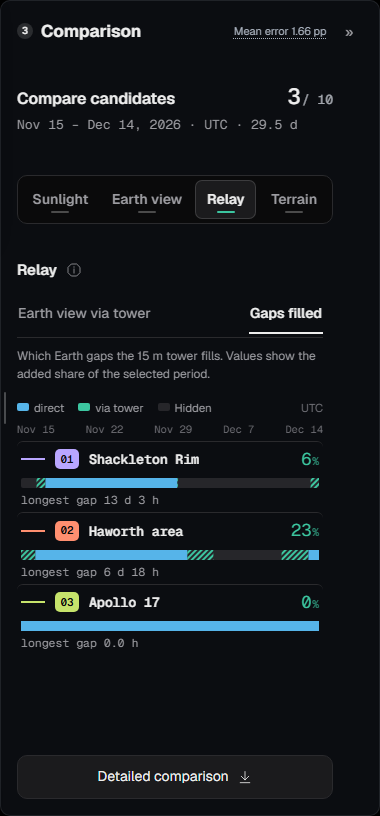 3 Comparison Mean error 1.66 pp »
Compare candidates 3 / 10
Nov 15 – Dec 14, 2026 · UTC · 29.5 d
Sunlight Earth view Relay Terrain
Relay
Earth view via tower Gaps filled
Which Earth gaps the 15 m tower fills. Values show the
added share of the selected period.
direct via tower Hidden UTC
Nov 15 Nov 22 Nov 29 Dec 7 Dec 14
01 Shackleton Rim 6%
longest gap 13 d 3 h
02 Haworth area 23%
longest gap 6 d 18 h
03 Apollo 17 0%
longest gap 0.0 h
Detailed comparison